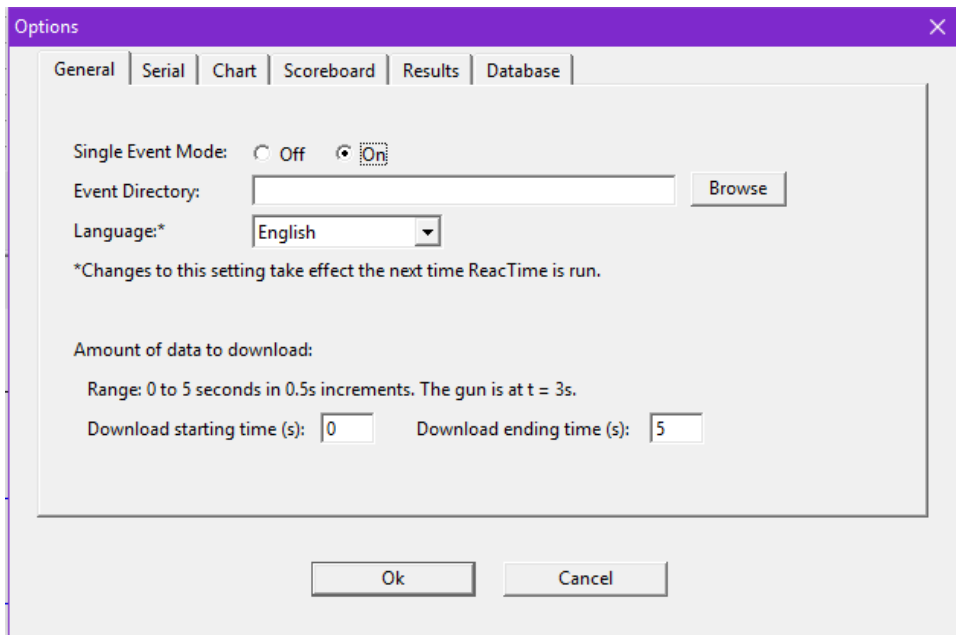 Options
General Serial Chart Scoreboard Results Database
Single Event Mode: Off On
Event Directory: Browse
Language:* English
*Changes to this setting take effect the next time ReacTime is run.
Amount of data to download:
Range: 0 to 5 seconds in 0.5s increments. The gun is at t = 3s.
Download starting time (s): 0 Download ending time (s): 5
Ok Cancel